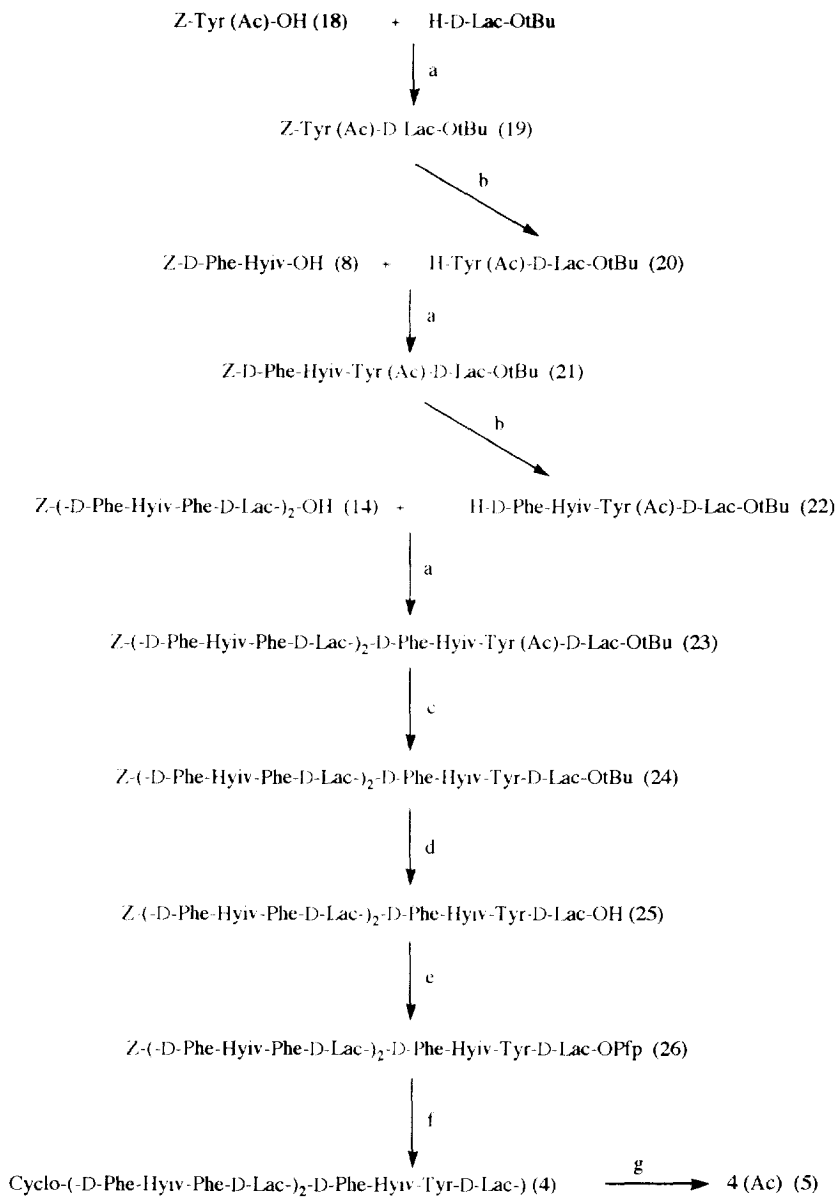 Z-Tyr (Ac)-OH (18) + H-D-Lac-OtBu
a
Z-Tyr (Ac)-D-Lac-OtBu (19)
b
Z-D-Phe-Hyiv-OH (8) + H-Tyr (Ac)-D-Lac-OtBu (20)
a
Z-D-Phe-Hyiv-Tyr (Ac)-D-Lac-OtBu (21)
b
Z-(-D-Phe-Hyiv-Phe-D-Lac-)₂-OH (14) + H-D-Phe-Hyiv-Tyr (Ac)-D-Lac-OtBu (22)
a
Z-(-D-Phe-Hyiv-Phe-D-Lac-)₂-D-Phe-Hyiv-Tyr (Ac)-D-Lac-OtBu (23)
c
Z-(-D-Phe-Hyiv-Phe-D-Lac-)₂-D-Phe-Hyiv-Tyr-D-Lac-OtBu (24)
d
Z-(-D-Phe-Hyiv-Phe-D-Lac-)₂-D-Phe-Hyiv-Tyr-D-Lac-OH (25)
e
Z-(-D-Phe-Hyiv-Phe-D-Lac-)₂-D-Phe-Hyiv-Tyr-D-Lac-OPfp (26)
f
Cyclo-(-D-Phe-Hyiv-Phe-D-Lac-)₂-D-Phe-Hyiv-Tyr-D-Lac-) (4) g 4 (Ac) (5)